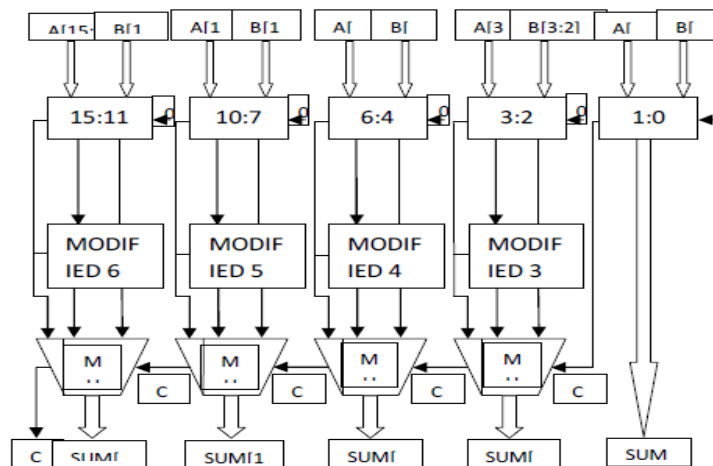 A[15: B[1 A[1 B[1 A[ B[ A[3 B[3:2] A[ B[
15:11 0 10:7 0 6:4 0 3:2 0 1:0
MODIF MODIF MODIF MODIF
IED 6 IED 5 IED 4 IED 3
M M M M
C C C C
C SUM[ SUM[1 SUM[ SUM[ SUM